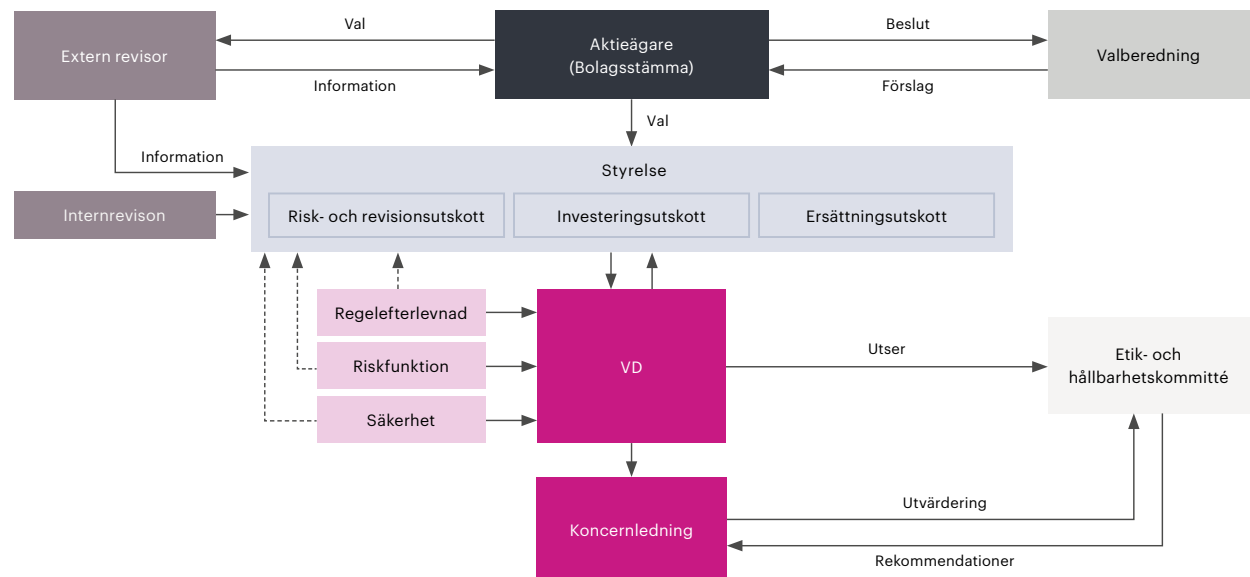 Val
Beslut
Extern revisor
Aktieägare
(Bolagsstämma)
Valberedning
Information
Förslag
Val
Information
Styrelse
Internrevison
Risk- och revisionsutskott
Investeringsutskott
Ersättningsutskott
Regelefterlevnad
Riskfunktion
Säkerhet
VD
Utser
Etik- och
hållbarhetskommitté
Koncernledning
Utvärdering
Rekommendationer